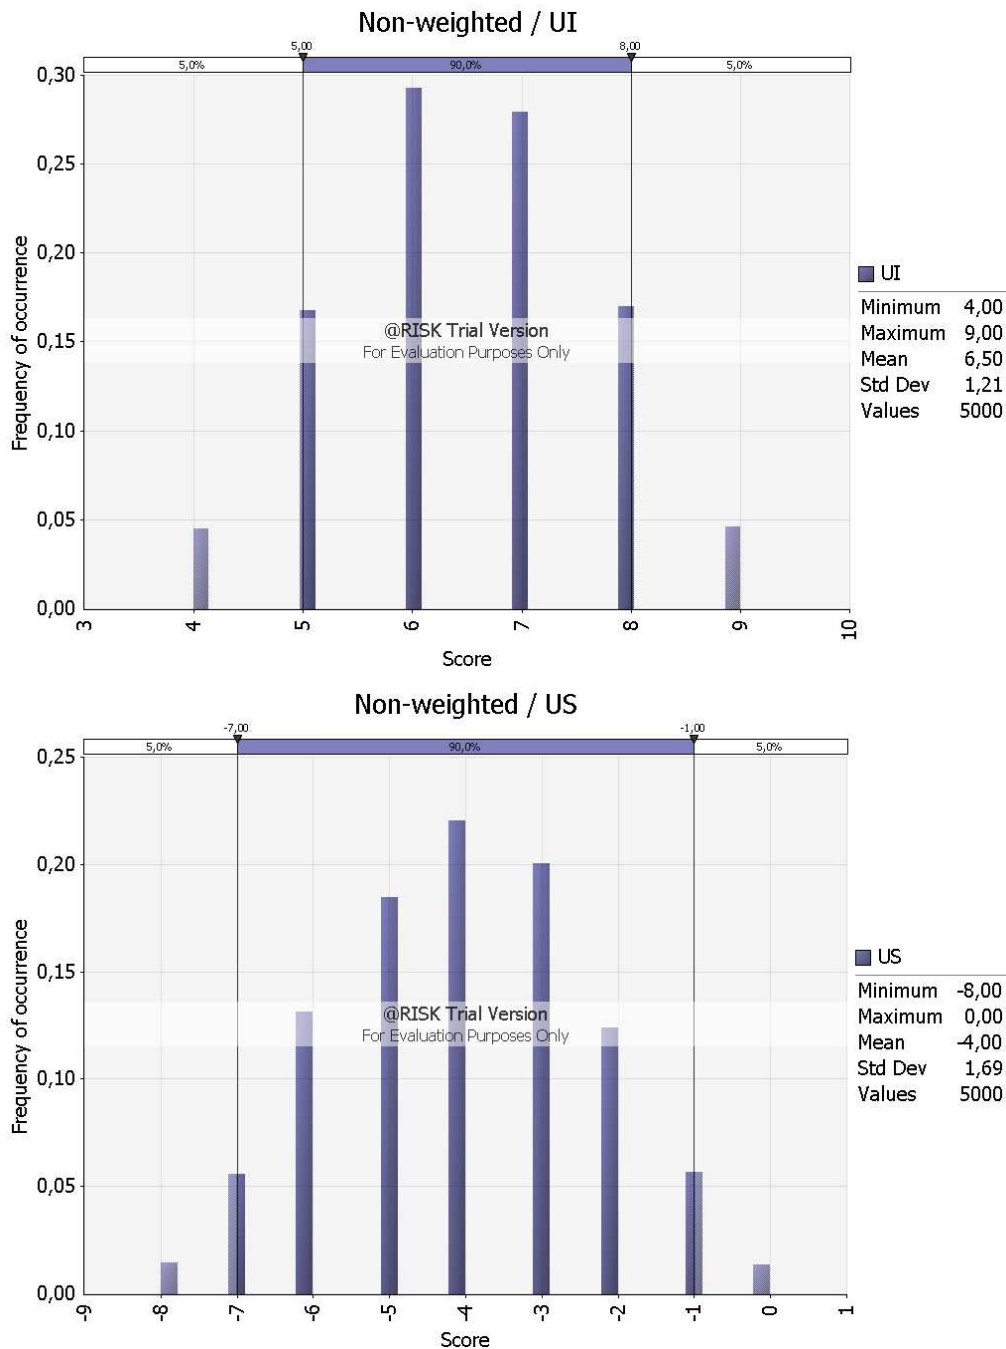 Non-weighted / UI
5,00 8,00
5,0% 90,0% 5,0%
0,30
0,25
0,20
0,15
0,10
0,05
0,00
Frequency of occurrence
@RISK Trial Version
For Evaluation Purposes Only
3 4 5 6 7 8 9 10
Score
UI
Minimum 4,00
Maximum 9,00
Mean 6,50
Std Dev 1,21
Values 5000
Non-weighted / US
-7,00 -1,00
5,0% 90,0% 5,0%
0,25
0,20
0,15
0,10
0,05
0,00
Frequency of occurrence
@RISK Trial Version
For Evaluation Purposes Only
-9 -8 -7 -6 -5 -4 -3 -2 -1 0 1
Score
US
Minimum -8,00
Maximum 0,00
Mean -4,00
Std Dev 1,69
Values 5000